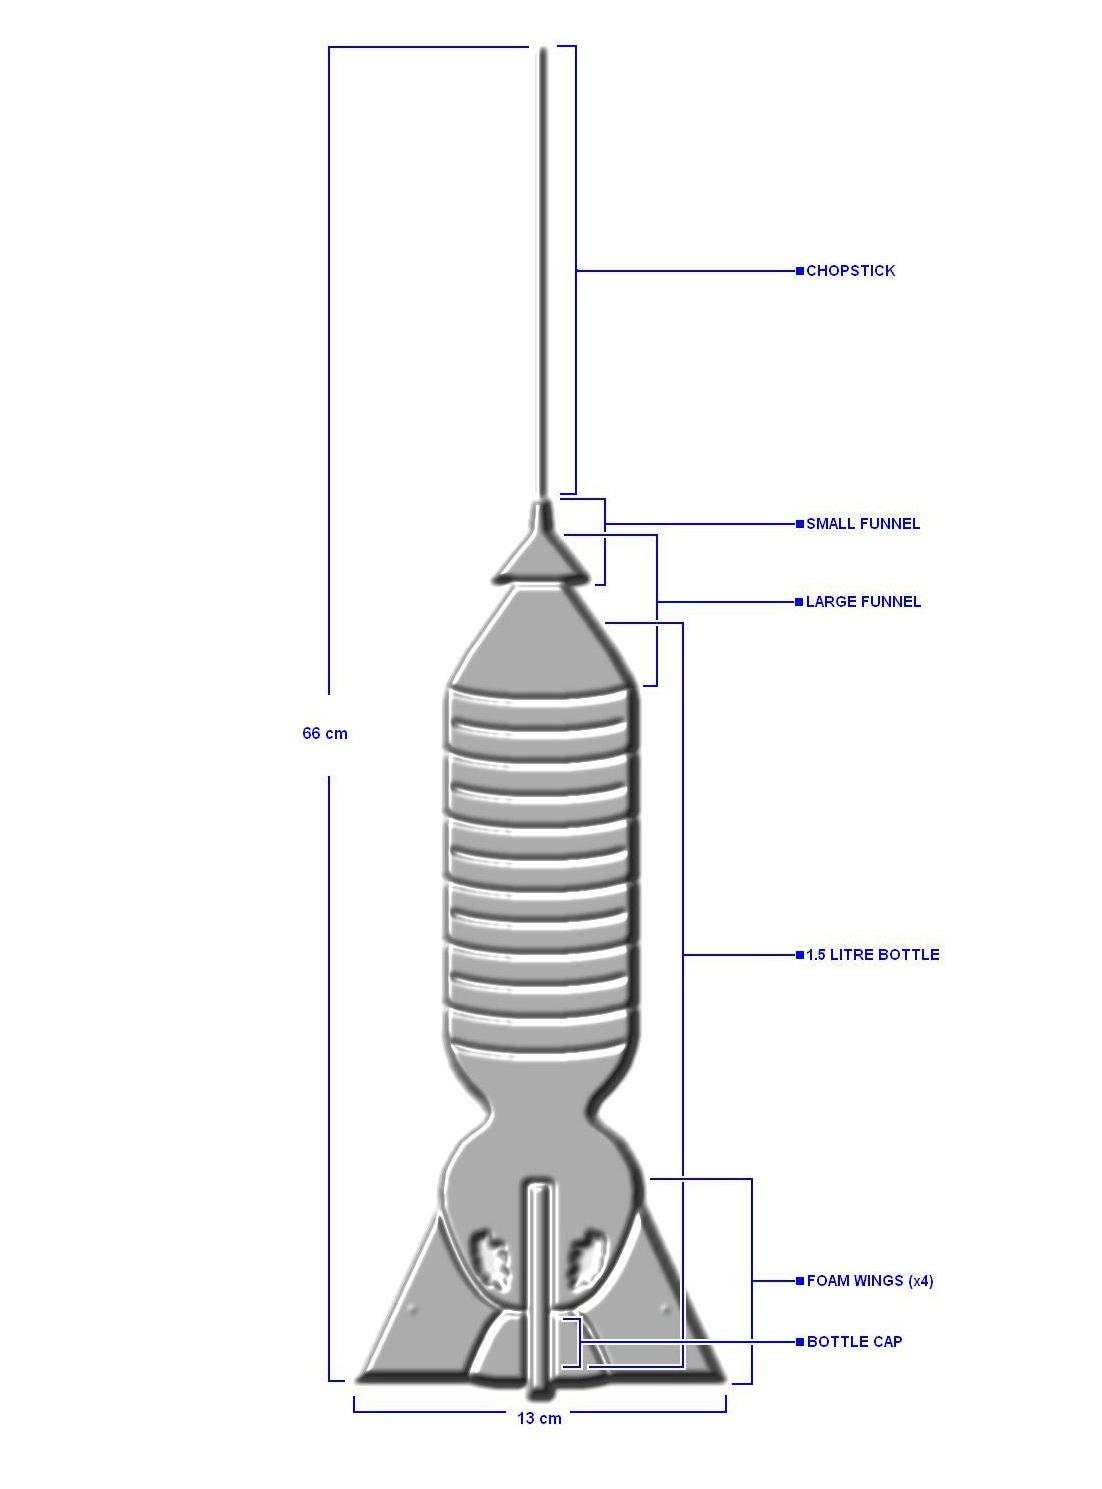 CHOPSTICK
SMALL FUNNEL
LARGE FUNNEL
66 cm
1.5 LITRE BOTTLE
FOAM WINGS (x4)
BOTTLE CAP
13 cm